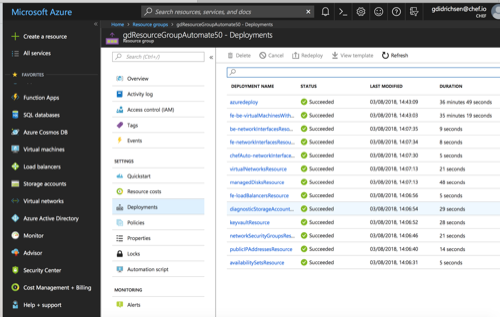 Microsoft Azure
Search resources, services, and docs
gdidrichsen@chef.io
CHEF
Create a resource
All services
FAVORITES
Function Apps
SQL databases
Azure Cosmos DB
Virtual machines
Load balancers
Storage accounts
Virtual networks
Azure Active Directory
Monitor
Advisor
Security Center
Cost Management + Billing
Help + support
Home > Resource groups > gdResourceGroupAutomate50 - Deployments
gdResourceGroupAutomate50 - Deployments
Resource group
Search (Ctrl+/)
Overview
Activity log
Access control (IAM)
Tags
Events
SETTINGS
Quickstart
Resource costs
Deployments
Policies
Properties
Locks
Automation script
MONITORING
Alerts
Delete Cancel Redeploy View template Refresh
DEPLOYMENT NAME STATUS LAST MODIFIED DURATION
azuredeploy Succeeded 03/08/2018, 14:43:09 36 minutes 49 seconds
fe-be-virtualMachinesWith... Succeeded 03/08/2018, 14:43:03 35 minutes 19 seconds
be-networkInterfacesReso... Succeeded 03/08/2018, 14:07:35 9 seconds
fe-networkInterfacesResou... Succeeded 03/08/2018, 14:07:34 8 seconds
chefAuto-networkInterfac... Succeeded 03/08/2018, 14:07:30 5 seconds
virtualNetworksResource Succeeded 03/08/2018, 14:07:21 21 seconds
managedDisksResource Succeeded 03/08/2018, 14:07:13 48 seconds
fe-loadBalancersResource Succeeded 03/08/2018, 14:06:56 5 seconds
diagnosticStorageAccount... Succeeded 03/08/2018, 14:06:54 29 seconds
keyvaultResource Succeeded 03/08/2018, 14:06:52 28 seconds
networkSecurityGroupsRes... Succeeded 03/08/2018, 14:06:46 21 seconds
publicIPAddressesResource Succeeded 03/08/2018, 14:06:40 14 seconds
availabilitySetsResource Succeeded 03/08/2018, 14:06:31 5 seconds